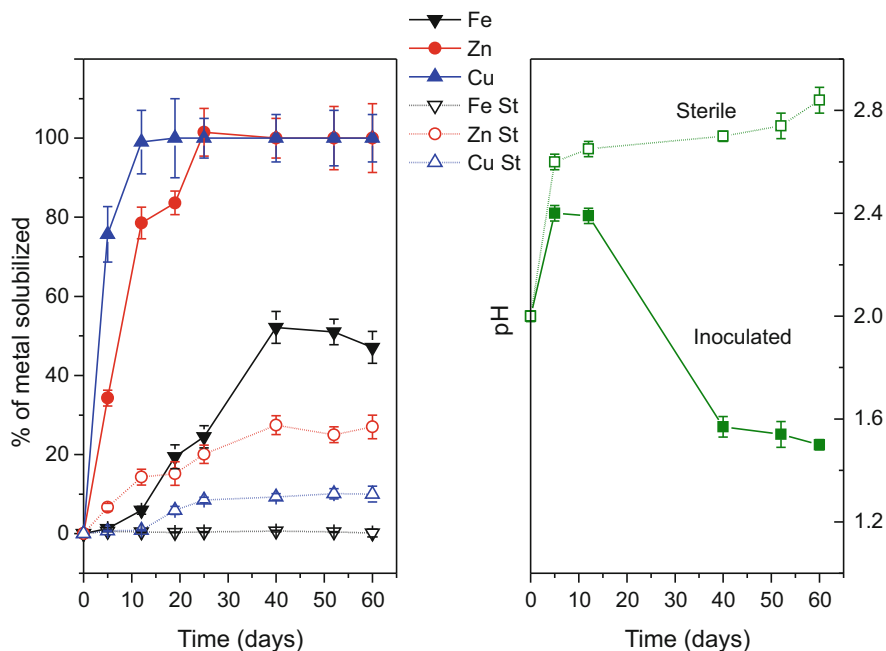 Fe
Zn
Cu
Fe St
Zn St
Cu St
% of metal solubilized
100
80
60
40
20
0
0 10 20 30 40 50 60
Time (days)
pH
Sterile
Inoculated
2.8
2.4
2.0
1.6
1.2
0 10 20 30 40 50 60
Time (days)